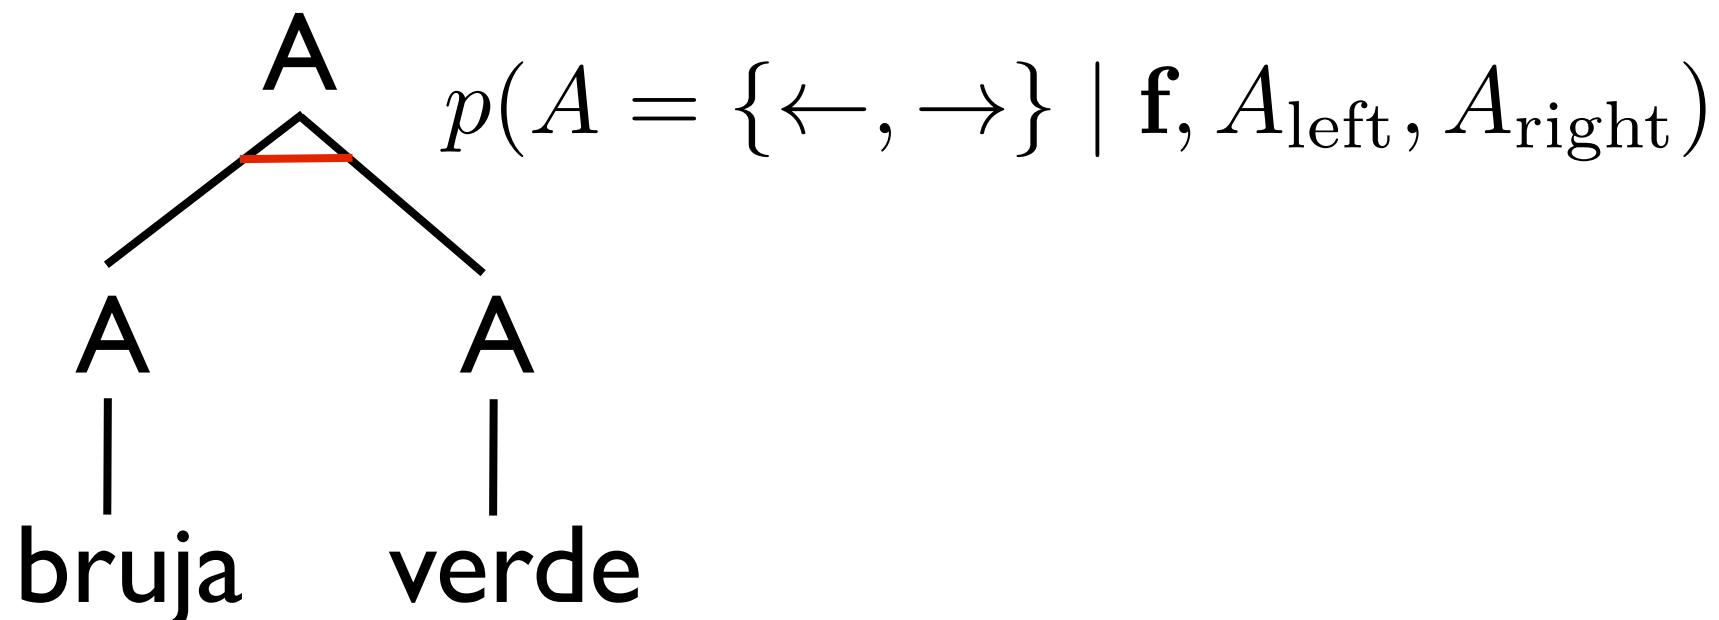 A
p(A = {←, →} | f, A_left, A_right)
A A
bruja verde